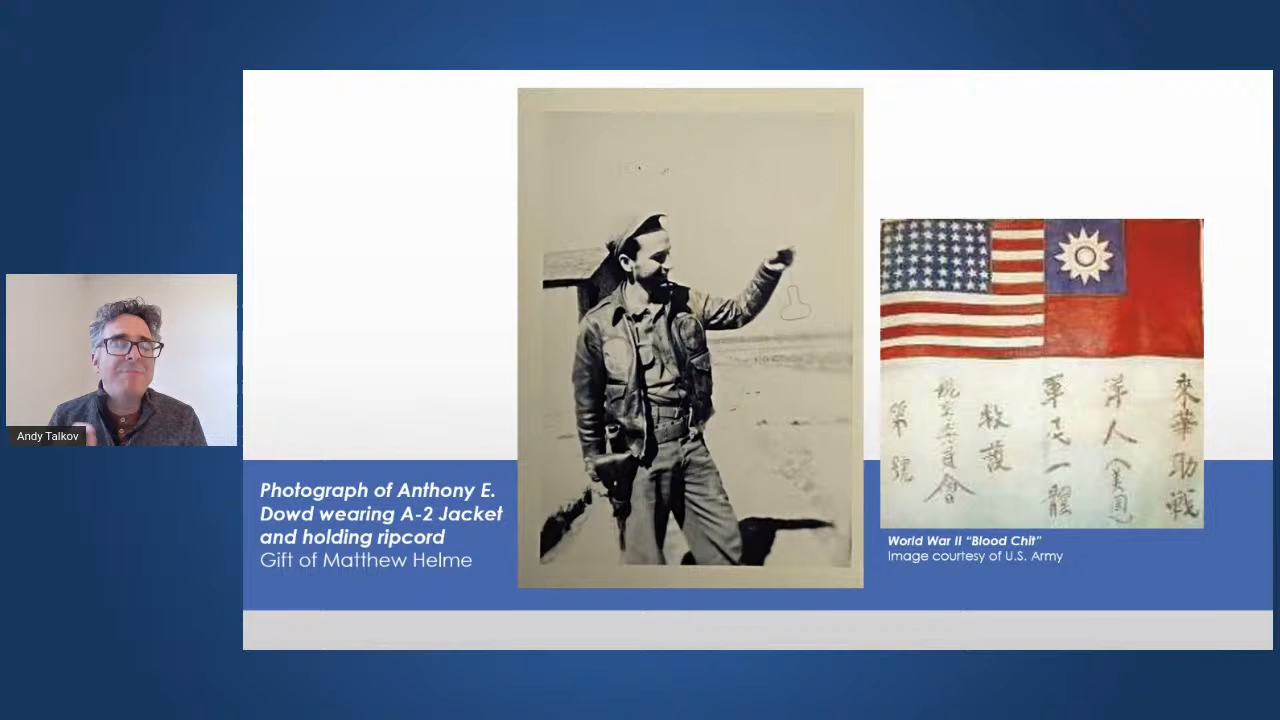 Andy Talkov
Photograph of Anthony E.
Dowd wearing A-2 Jacket
and holding ripcord
Gift of Matthew Helme
來華助戰
洋人(美國)
軍民一體
救護
航空委員會
第 號
World War II “Blood Chit”
Image courtesy of U.S. Army